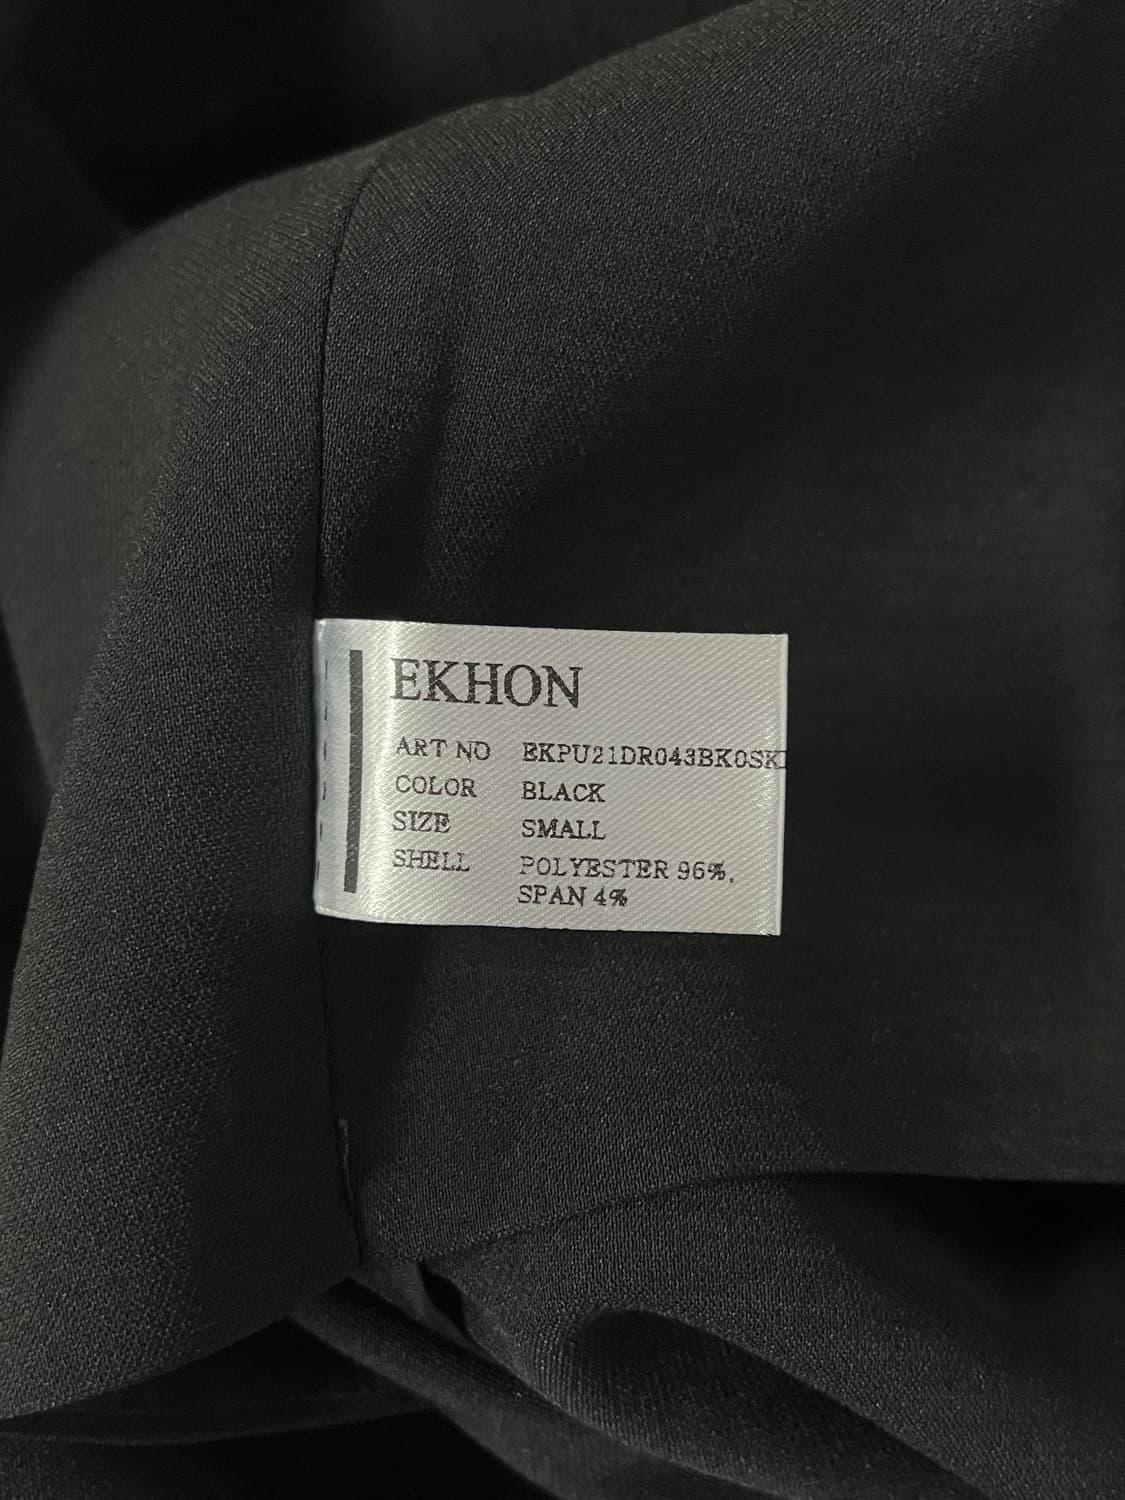 EKHON
ART NO EKPU21DR043BK0SK
COLOR BLACK
SIZE SMALL
SHELL POLYESTER 96%,
SPAN 4%